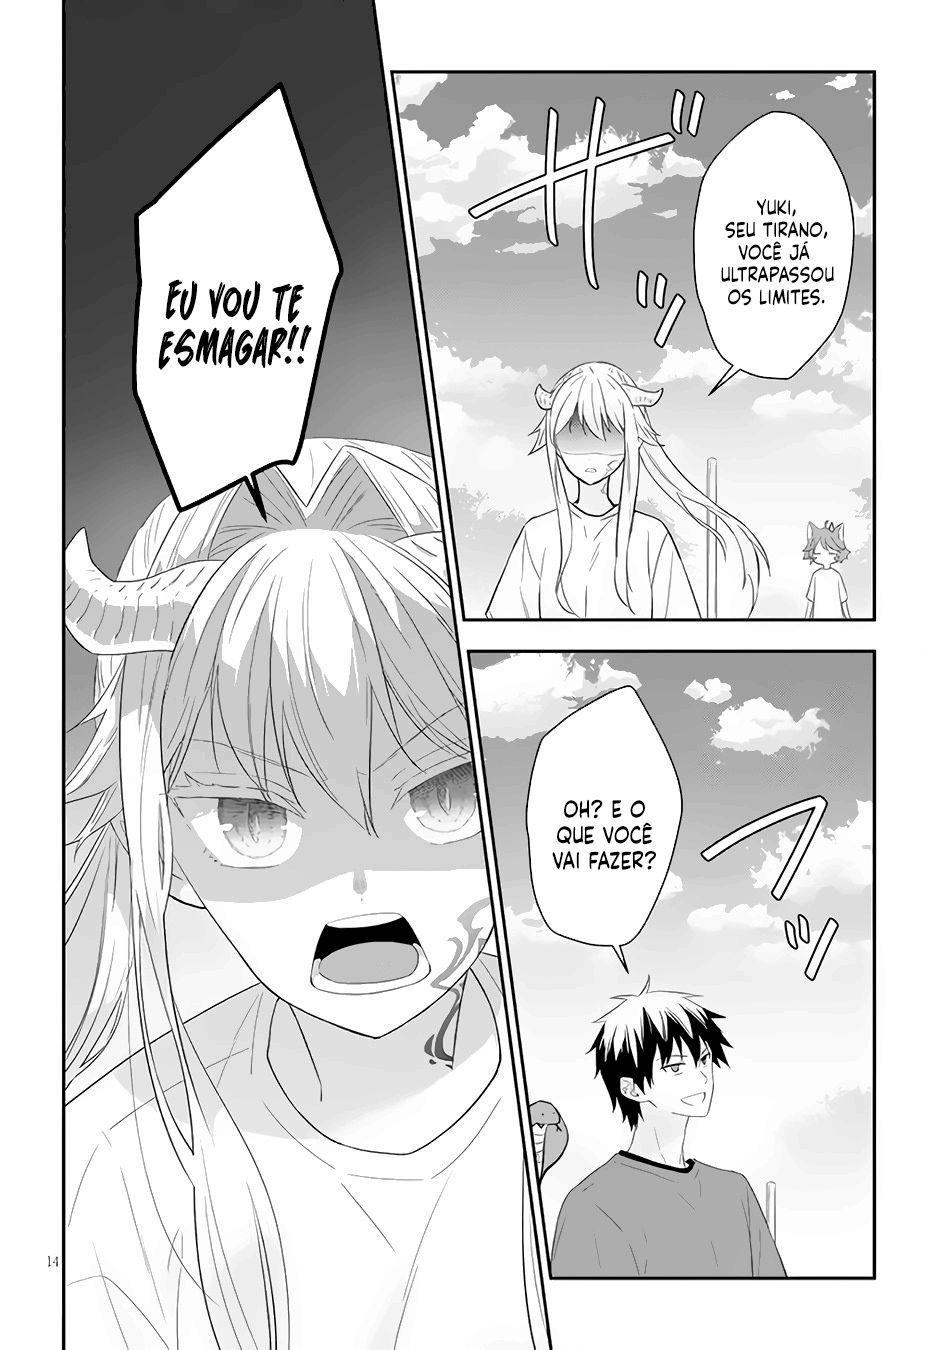 YUKI,
SEU TIRANO,
VOCÊ JÁ
ULTRAPASSOU
OS LIMITES.
OH? E O
QUE VOCÊ
VAI FAZER?
EU VOU TE
ESMAGAR!!
14